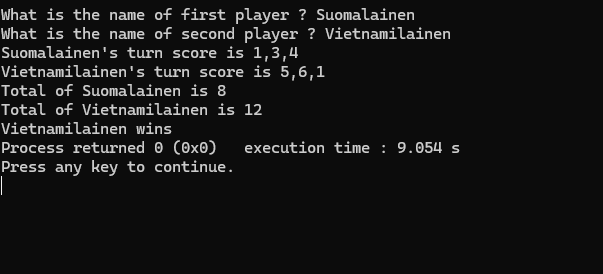 What is the name of first player ? Suomalainen
What is the name of second player ? Vietnamilainen
Suomalainen's turn score is 1,3,4
Vietnamilainen's turn score is 5,6,1
Total of Suomalainen is 8
Total of Vietnamilainen is 12
Vietnamilainen wins
Process returned 0 (0x0)   execution time : 9.054 s
Press any key to continue.